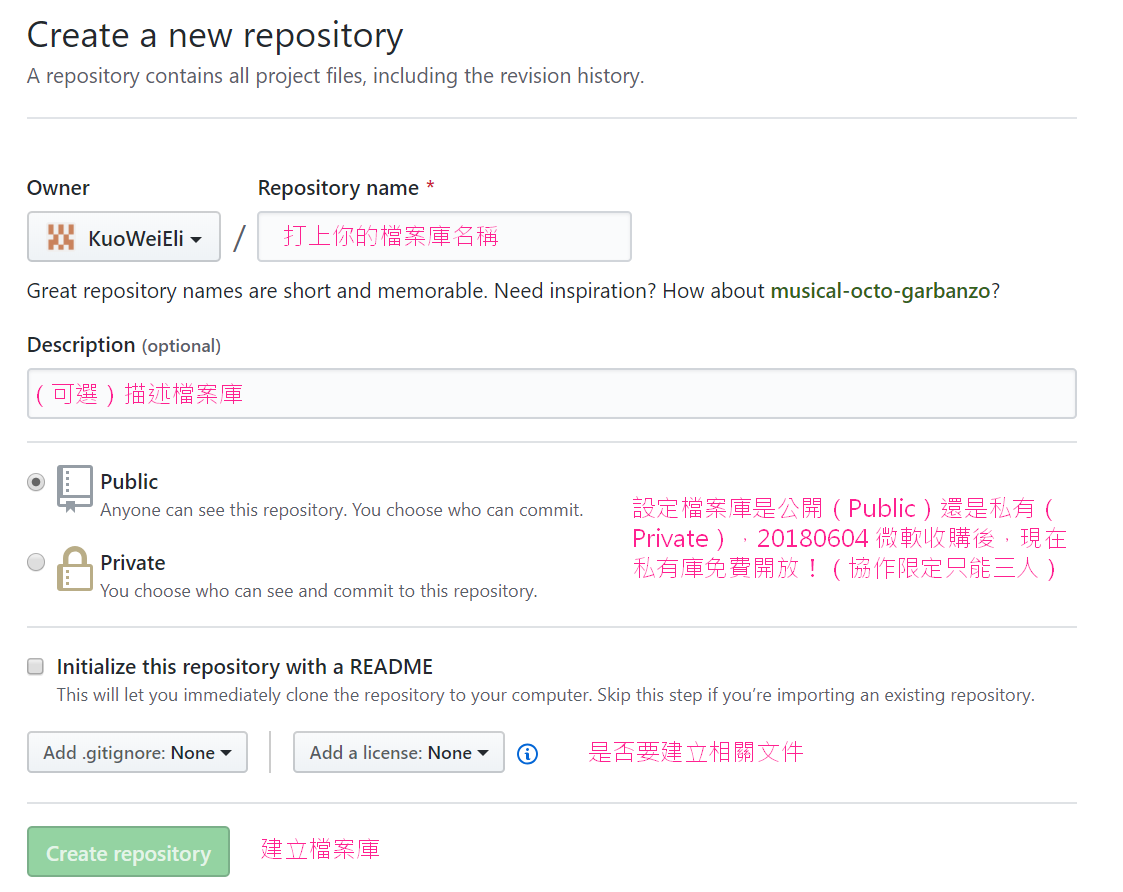 Create a new repository
A repository contains all project files, including the revision history.
Owner
Repository name *
KuoWeiEli
/
打上你的檔案庫名稱
Great repository names are short and memorable. Need inspiration? How about musical-octo-garbanzo?
Description (optional)
(可選)描述檔案庫
Public
Anyone can see this repository. You choose who can commit.
Private
You choose who can see and commit to this repository.
設定檔案庫是公開(Public)還是私有(
Private),20180604 微軟收購後,現在
私有庫免費開放!(協作限定只能三人)
Initialize this repository with a README
This will let you immediately clone the repository to your computer. Skip this step if you’re importing an existing repository.
Add .gitignore: None
Add a license: None
是否要建立相關文件
Create repository
建立檔案庫